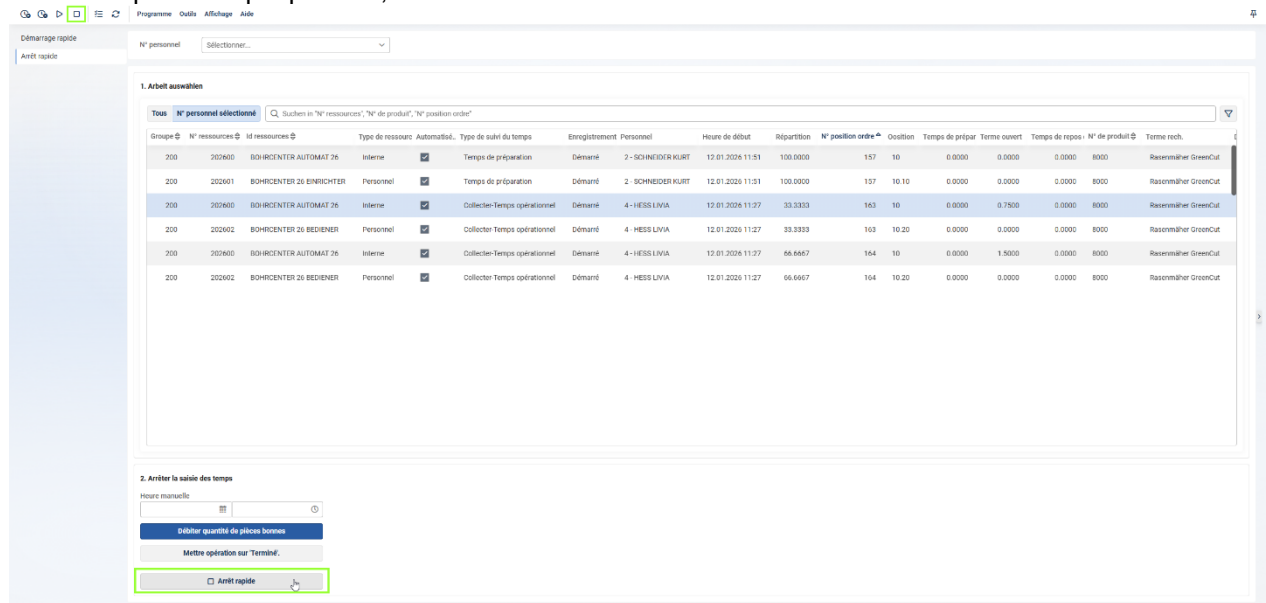 Programme Outils Affichage Aide
Démarrage rapide
Arrêt rapide
N° personnel Sélectionner...
1. Arbeit auswählen
Tous N° personnel sélectionné Suchen in "N° ressources", "N° de produit", "N° position ordre"
Groupe N° ressources Id ressources Type de ressourc Automatisé.. Type de suivi du temps Enregistrement Personnel Heure de début Répartition N° position ordre Oosition Temps de prépar Terme ouvert Temps de repos N° de produit Terme rech.
200 202600 BOHRCENTER AUTOMAT 26 Interne Temps de préparation Démarré 2 - SCHNEIDER KURT 12.01.2026 11:51 100.0000 157 10 0.0000 0.0000 0.0000 8000 Rasenmäher GreenCut
200 202601 BOHRCENTER 26 EINRICHTER Personnel Temps de préparation Démarré 2 - SCHNEIDER KURT 12.01.2026 11:51 100.0000 157 10.10 0.0000 0.0000 0.0000 8000 Rasenmäher GreenCut
200 202600 BOHRCENTER AUTOMAT 26 Interne Collecter-Temps opérationnel Démarré 4 - HESS LIVIA 12.01.2026 11:27 33.3333 163 10 0.0000 0.7500 0.0000 8000 Rasenmäher GreenCut
200 202602 BOHRCENTER 26 BEDIENER Personnel Collecter-Temps opérationnel Démarré 4 - HESS LIVIA 12.01.2026 11:27 33.3333 163 10.20 0.0000 0.0000 0.0000 8000 Rasenmäher GreenCut
200 202600 BOHRCENTER AUTOMAT 26 Interne Collecter-Temps opérationnel Démarré 4 - HESS LIVIA 12.01.2026 11:27 66.6667 164 10 0.0000 1.5000 0.0000 8000 Rasenmäher GreenCut
200 202602 BOHRCENTER 26 BEDIENER Personnel Collecter-Temps opérationnel Démarré 4 - HESS LIVIA 12.01.2026 11:27 66.6667 164 10.20 0.0000 0.0000 0.0000 8000 Rasenmäher GreenCut
2. Arrêter la saisie des temps
Heure manuelle
Débiter quantité de pièces bonnes
Mettre opération sur 'Terminé'.
Arrêt rapide